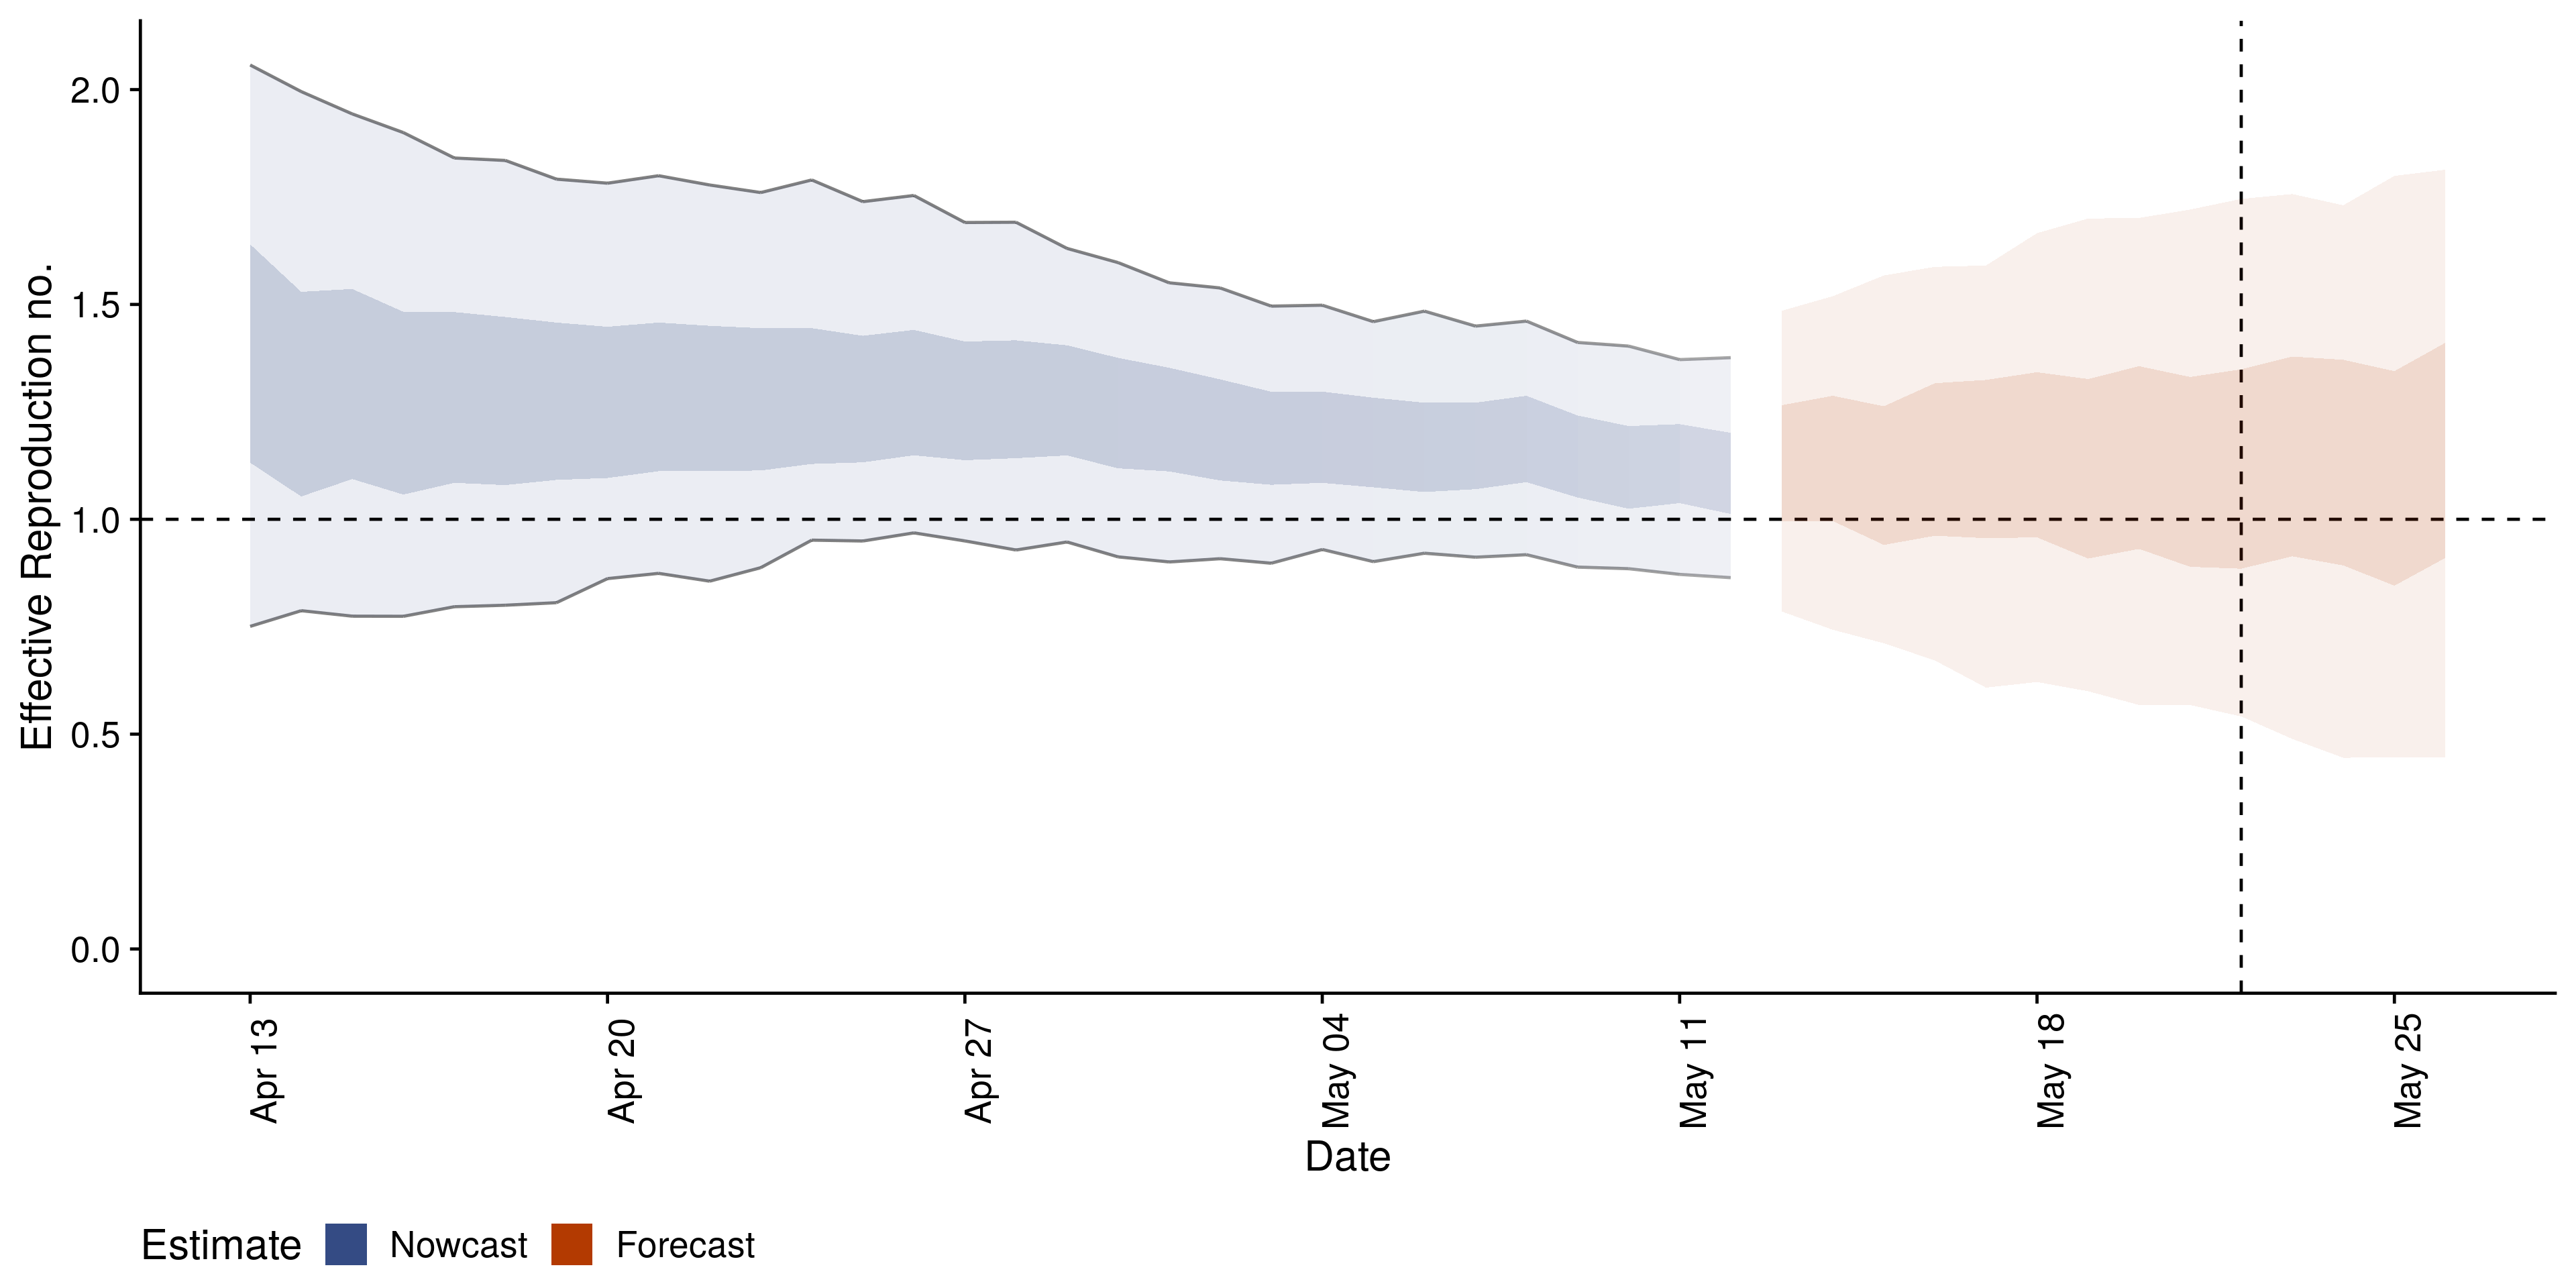 Effective Reproduction no.
2.0
1.5
1.0
0.5
0.0
Apr 13
Apr 20
Apr 27
May 04
May 11
May 18
May 25
Date
Estimate Nowcast Forecast